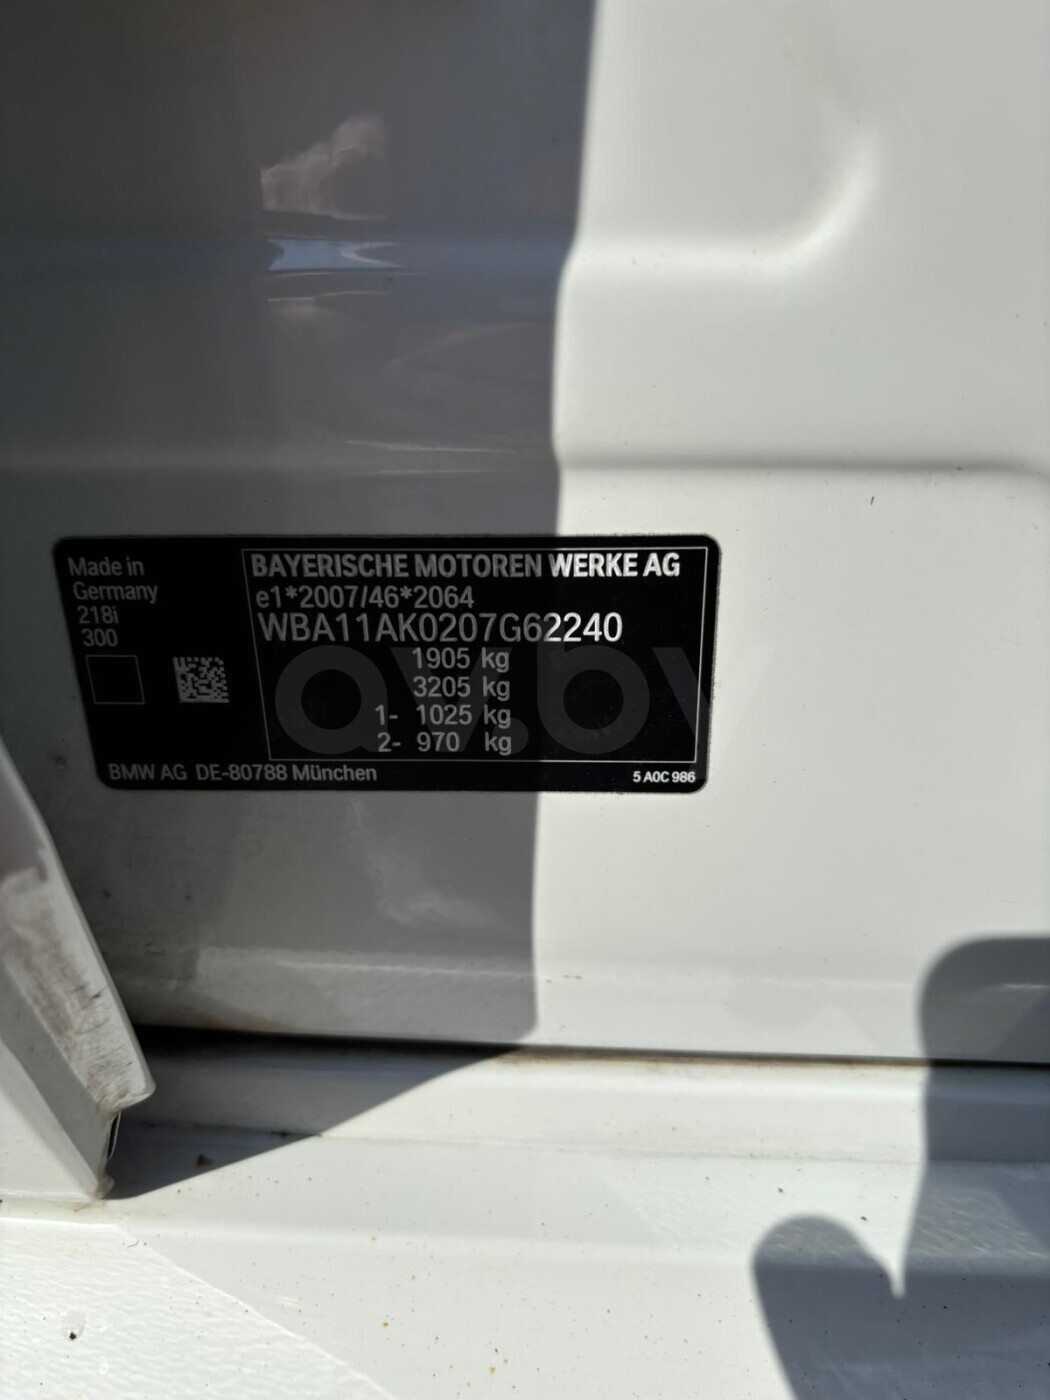 Made in
Germany
218i
300
BAYERISCHE MOTOREN WERKE AG
e1*2007/46*2064
WBA11AK0207G62240
1905 kg
3205 kg
1- 1025 kg
2- 970 kg
BMW AG DE-80788 München
5 A0C 986
av.by